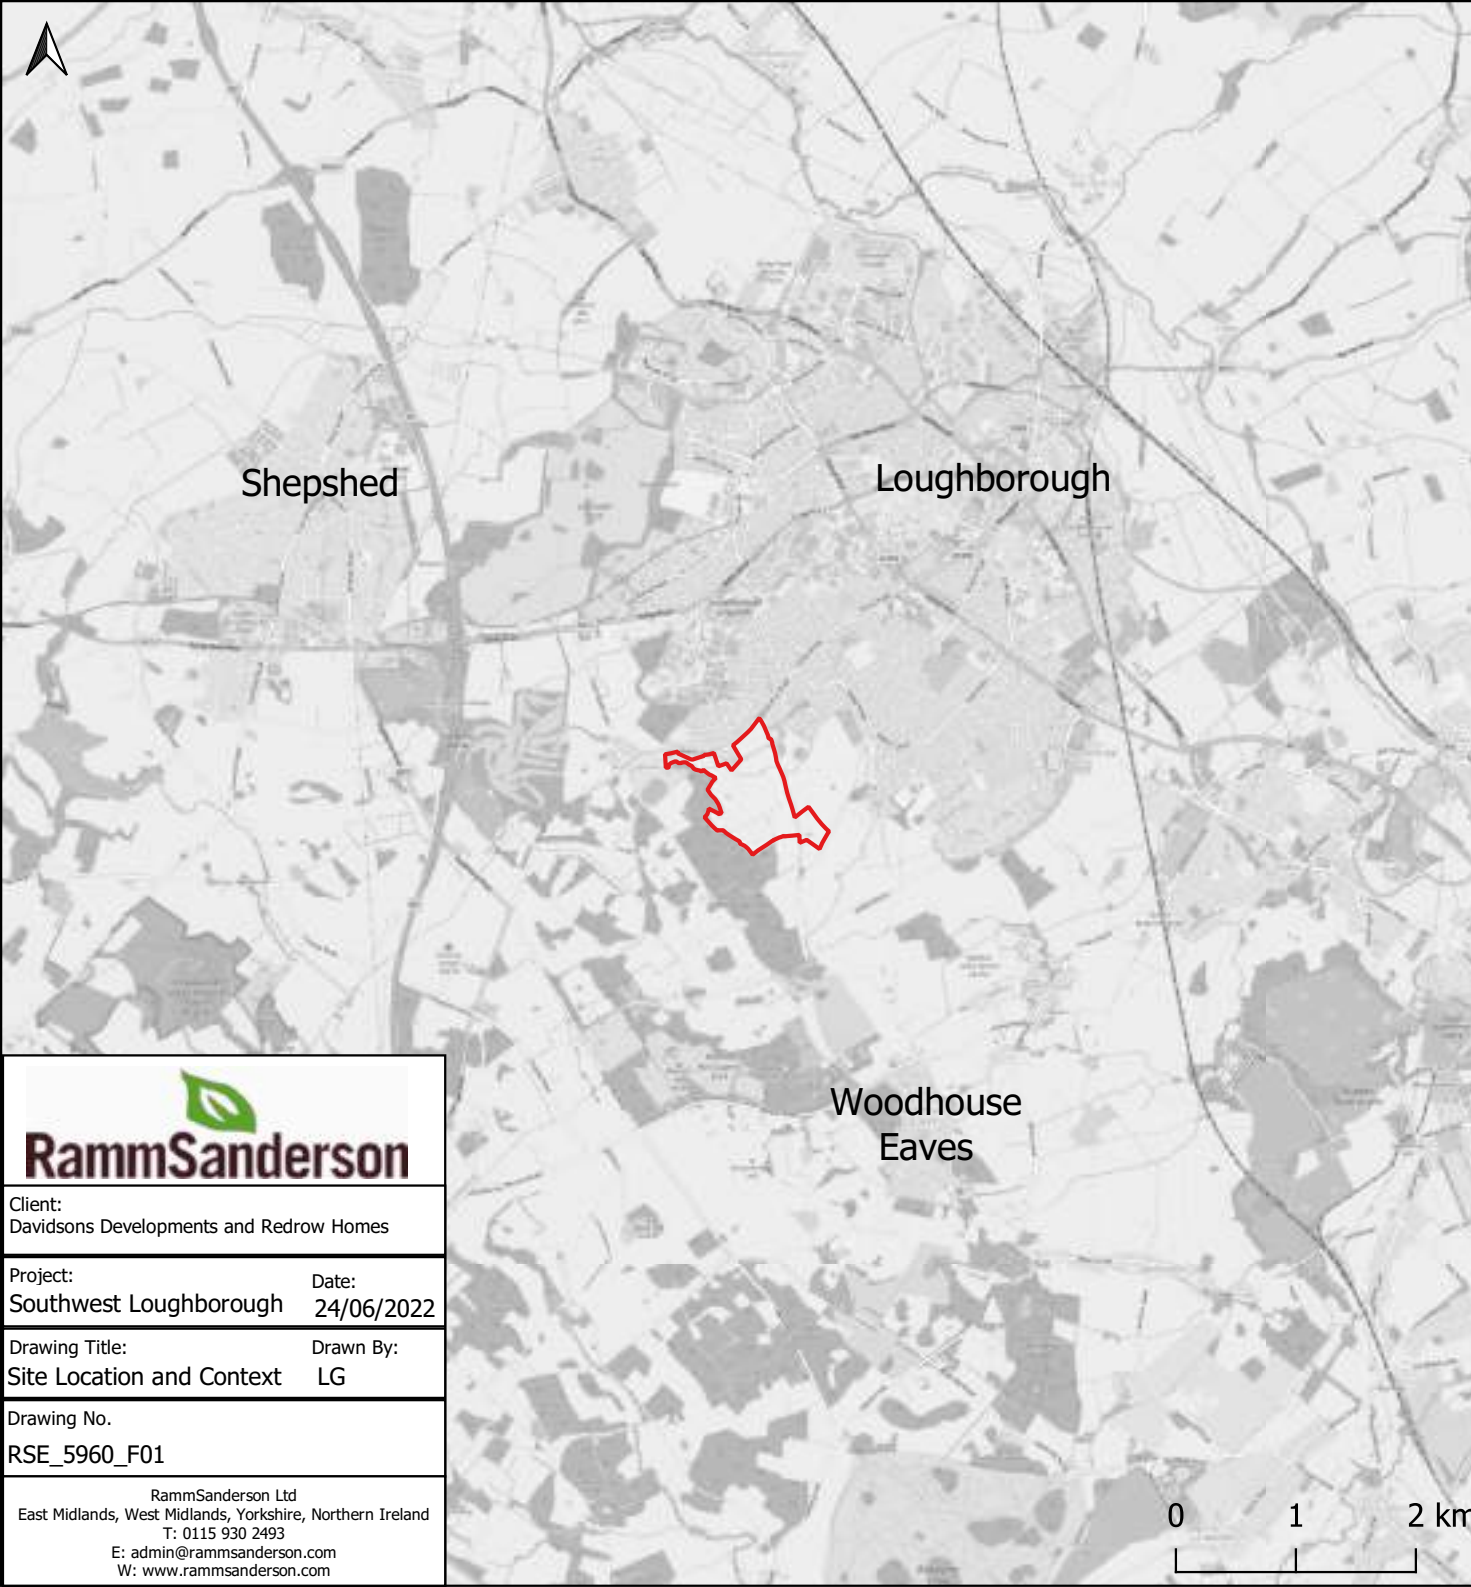 Shepshed
Loughborough
Woodhouse
Eaves
RammSanderson
Client:
Davidsons Developments and Redrow Homes
Project:
Southwest Loughborough
Date:
24/06/2022
Drawing Title:
Site Location and Context
Drawn By:
LG
Drawing No.
RSE_5960_F01
RammSanderson Ltd
East Midlands, West Midlands, Yorkshire, Northern Ireland
T: 0115 930 2493
E: admin@rammsanderson.com
W: www.rammsanderson.com
0 1 2 km